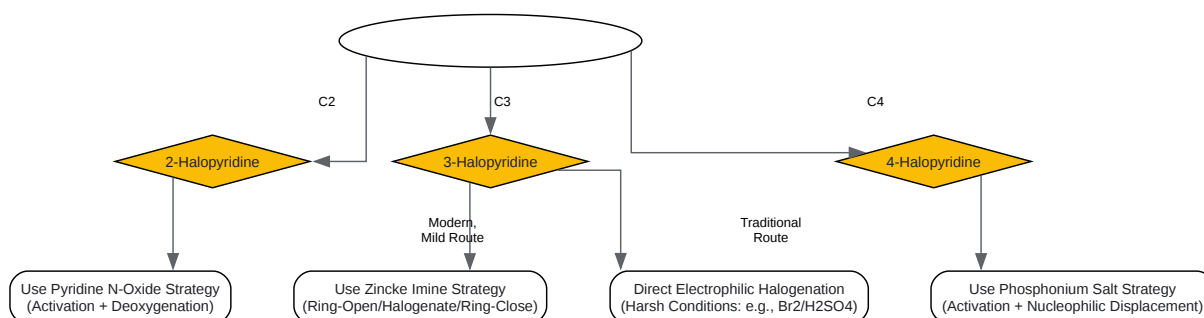 C2
C3
C4
2-Halopyridine
3-Halopyridine
4-Halopyridine
Modern,
Mild Route
Traditional
Route
Use Pyridine N-Oxide Strategy
(Activation + Deoxygenation)
Use Zincke Imine Strategy
(Ring-Open/Halogenate/Ring-Close)
Direct Electrophilic Halogenation
(Harsh Conditions: e.g., Br2/H2SO4)
Use Phosphonium Salt Strategy
(Activation + Nucleophilic Displacement)